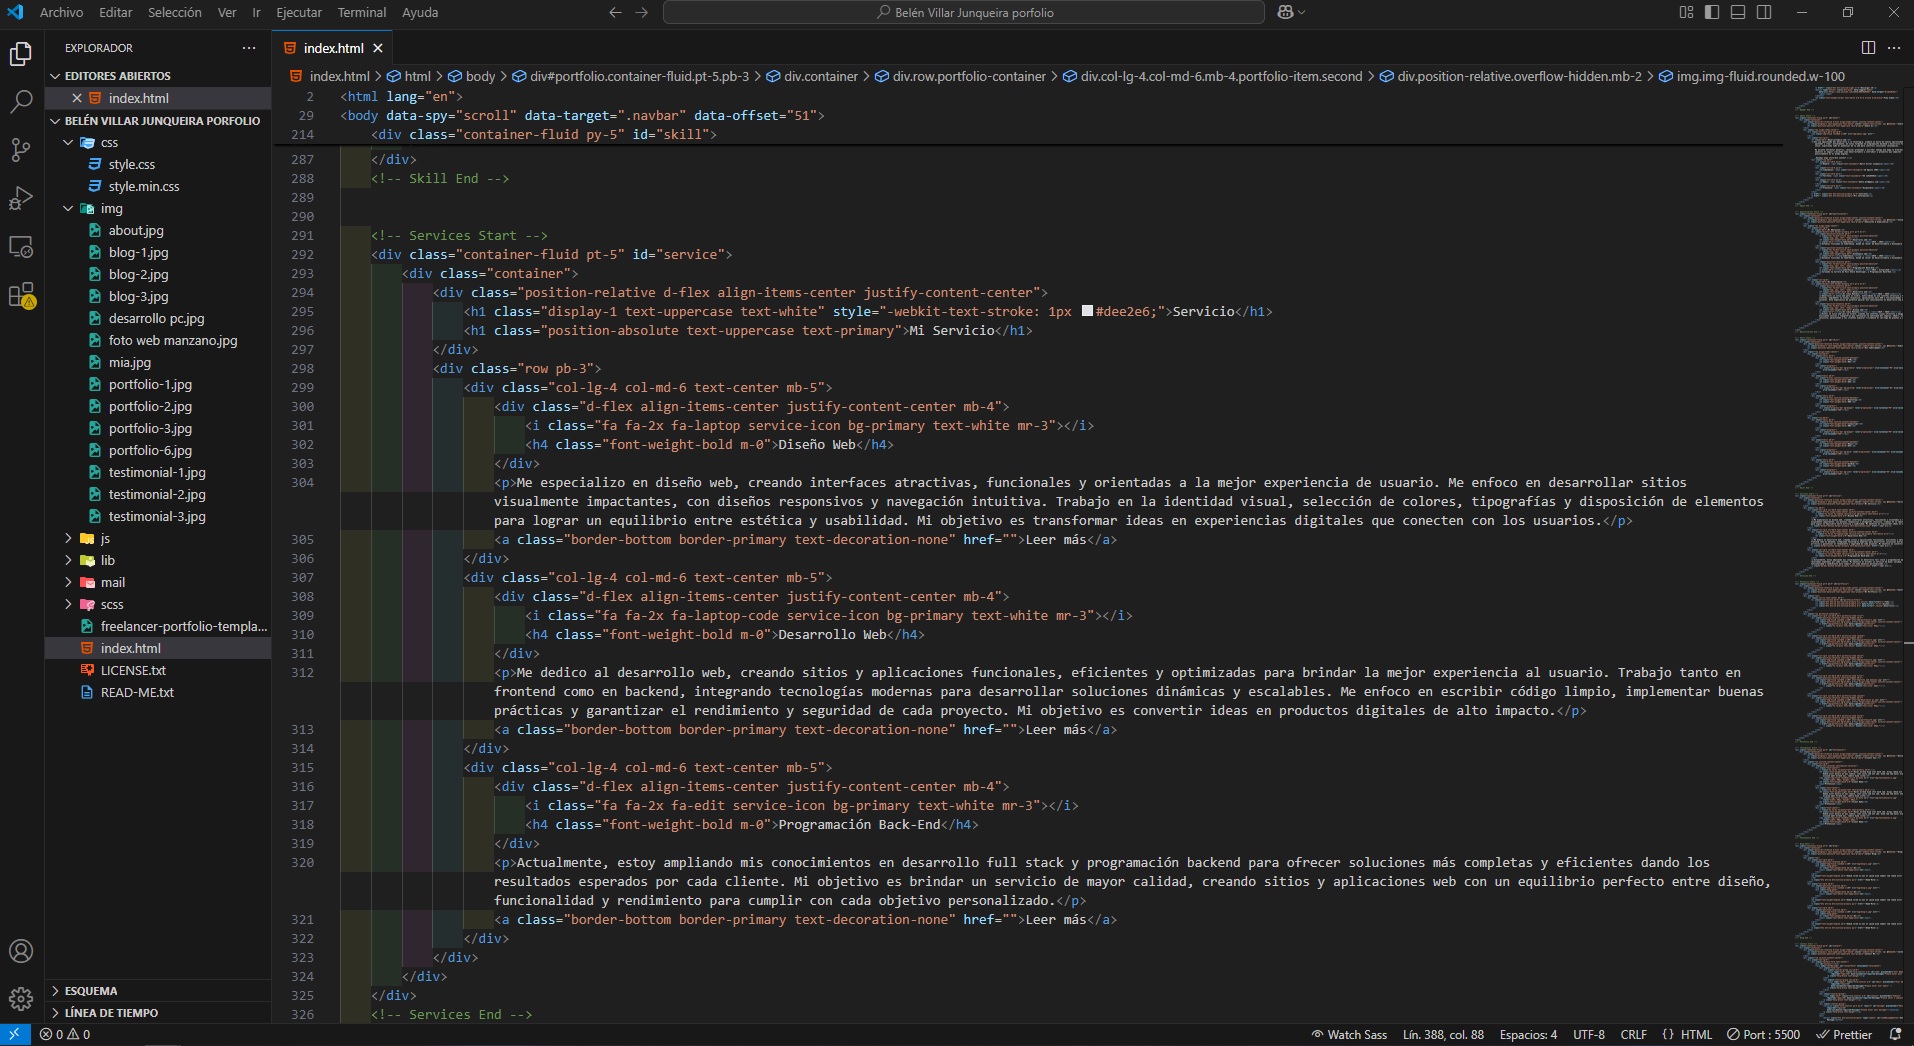 Archivo Editar Selección Ver Ir Ejecutar Terminal Ayuda
Belén Villar Junqueira porfolio
EXPLORADOR
EDITORES ABIERTOS
index.html
BELÉN VILLAR JUNQUEIRA PORFOLIO
css
style.css
style.min.css
img
about.jpg
blog-1.jpg
blog-2.jpg
blog-3.jpg
desarrollo pc.jpg
foto web manzano.jpg
mia.jpg
portfolio-1.jpg
portfolio-2.jpg
portfolio-3.jpg
portfolio-6.jpg
testimonial-1.jpg
testimonial-2.jpg
testimonial-3.jpg
js
lib
mail
scss
freelancer-portfolio-templa...
index.html
LICENSE.txt
READ-ME.txt
ESQUEMA
LÍNEA DE TIEMPO
index.html
index.html > html > body > div#portfolio.container-fluid.pt-5.pb-3 > div.container > div.row.portfolio-container > div.col-lg-4.col-md-6.mb-4.portfolio-item.second > div.position-relative.overflow-hidden.mb-2 > img.img-fluid.rounded.w-100
2 <html lang="en">
29 <body data-spy="scroll" data-target=".navbar" data-offset="51">
214 <div class="container-fluid py-5" id="skill">
287 </div>
288 <!-- Skill End -->
289
290
291 <!-- Services Start -->
292 <div class="container-fluid pt-5" id="service">
293 <div class="container">
294 <div class="position-relative d-flex align-items-center justify-content-center">
295 <h1 class="display-1 text-uppercase text-white" style="-webkit-text-stroke: 1px #dee2e6;">Servicio</h1>
296 <h1 class="position-absolute text-uppercase text-primary">Mi Servicio</h1>
297 </div>
298 <div class="row pb-3">
299 <div class="col-lg-4 col-md-6 text-center mb-5">
300 <div class="d-flex align-items-center justify-content-center mb-4">
301 <i class="fa fa-2x fa-laptop service-icon bg-primary text-white mr-3"></i>
302 <h4 class="font-weight-bold m-0">Diseño Web</h4>
303 </div>
304 <p>Me especializo en diseño web, creando interfaces atractivas, funcionales y orientadas a la mejor experiencia de usuario. Me enfoco en desarrollar sitios
visualmente impactantes, con diseños responsivos y navegación intuitiva. Trabajo en la identidad visual, selección de colores, tipografías y disposición de elementos
para lograr un equilibrio entre estética y usabilidad. Mi objetivo es transformar ideas en experiencias digitales que conecten con los usuarios.</p>
305 <a class="border-bottom border-primary text-decoration-none" href="">Leer más</a>
306 </div>
307 <div class="col-lg-4 col-md-6 text-center mb-5">
308 <div class="d-flex align-items-center justify-content-center mb-4">
309 <i class="fa fa-2x fa-laptop-code service-icon bg-primary text-white mr-3"></i>
310 <h4 class="font-weight-bold m-0">Desarrollo Web</h4>
311 </div>
312 <p>Me dedico al desarrollo web, creando sitios y aplicaciones funcionales, eficientes y optimizadas para brindar la mejor experiencia al usuario. Trabajo tanto en
frontend como en backend, integrando tecnologías modernas para desarrollar soluciones dinámicas y escalables. Me enfoco en escribir código limpio, implementar buenas
prácticas y garantizar el rendimiento y seguridad de cada proyecto. Mi objetivo es convertir ideas en productos digitales de alto impacto.</p>
313 <a class="border-bottom border-primary text-decoration-none" href="">Leer más</a>
314 </div>
315 <div class="col-lg-4 col-md-6 text-center mb-5">
316 <div class="d-flex align-items-center justify-content-center mb-4">
317 <i class="fa fa-2x fa-edit service-icon bg-primary text-white mr-3"></i>
318 <h4 class="font-weight-bold m-0">Programación Back-End</h4>
319 </div>
320 <p>Actualmente, estoy ampliando mis conocimientos en desarrollo full stack y programación backend para ofrecer soluciones más completas y eficientes dando los
resultados esperados por cada cliente. Mi objetivo es brindar un servicio de mayor calidad, creando sitios y aplicaciones web con un equilibrio perfecto entre diseño,
funcionalidad y rendimiento para cumplir con cada objetivo personalizado.</p>
321 <a class="border-bottom border-primary text-decoration-none" href="">Leer más</a>
322 </div>
323 </div>
324 </div>
325 </div>
326 <!-- Services End -->
0 0 Watch Sass Lín. 388, col. 88 Espacios: 4 UTF-8 CRLF {} HTML Port : 5500 Prettier